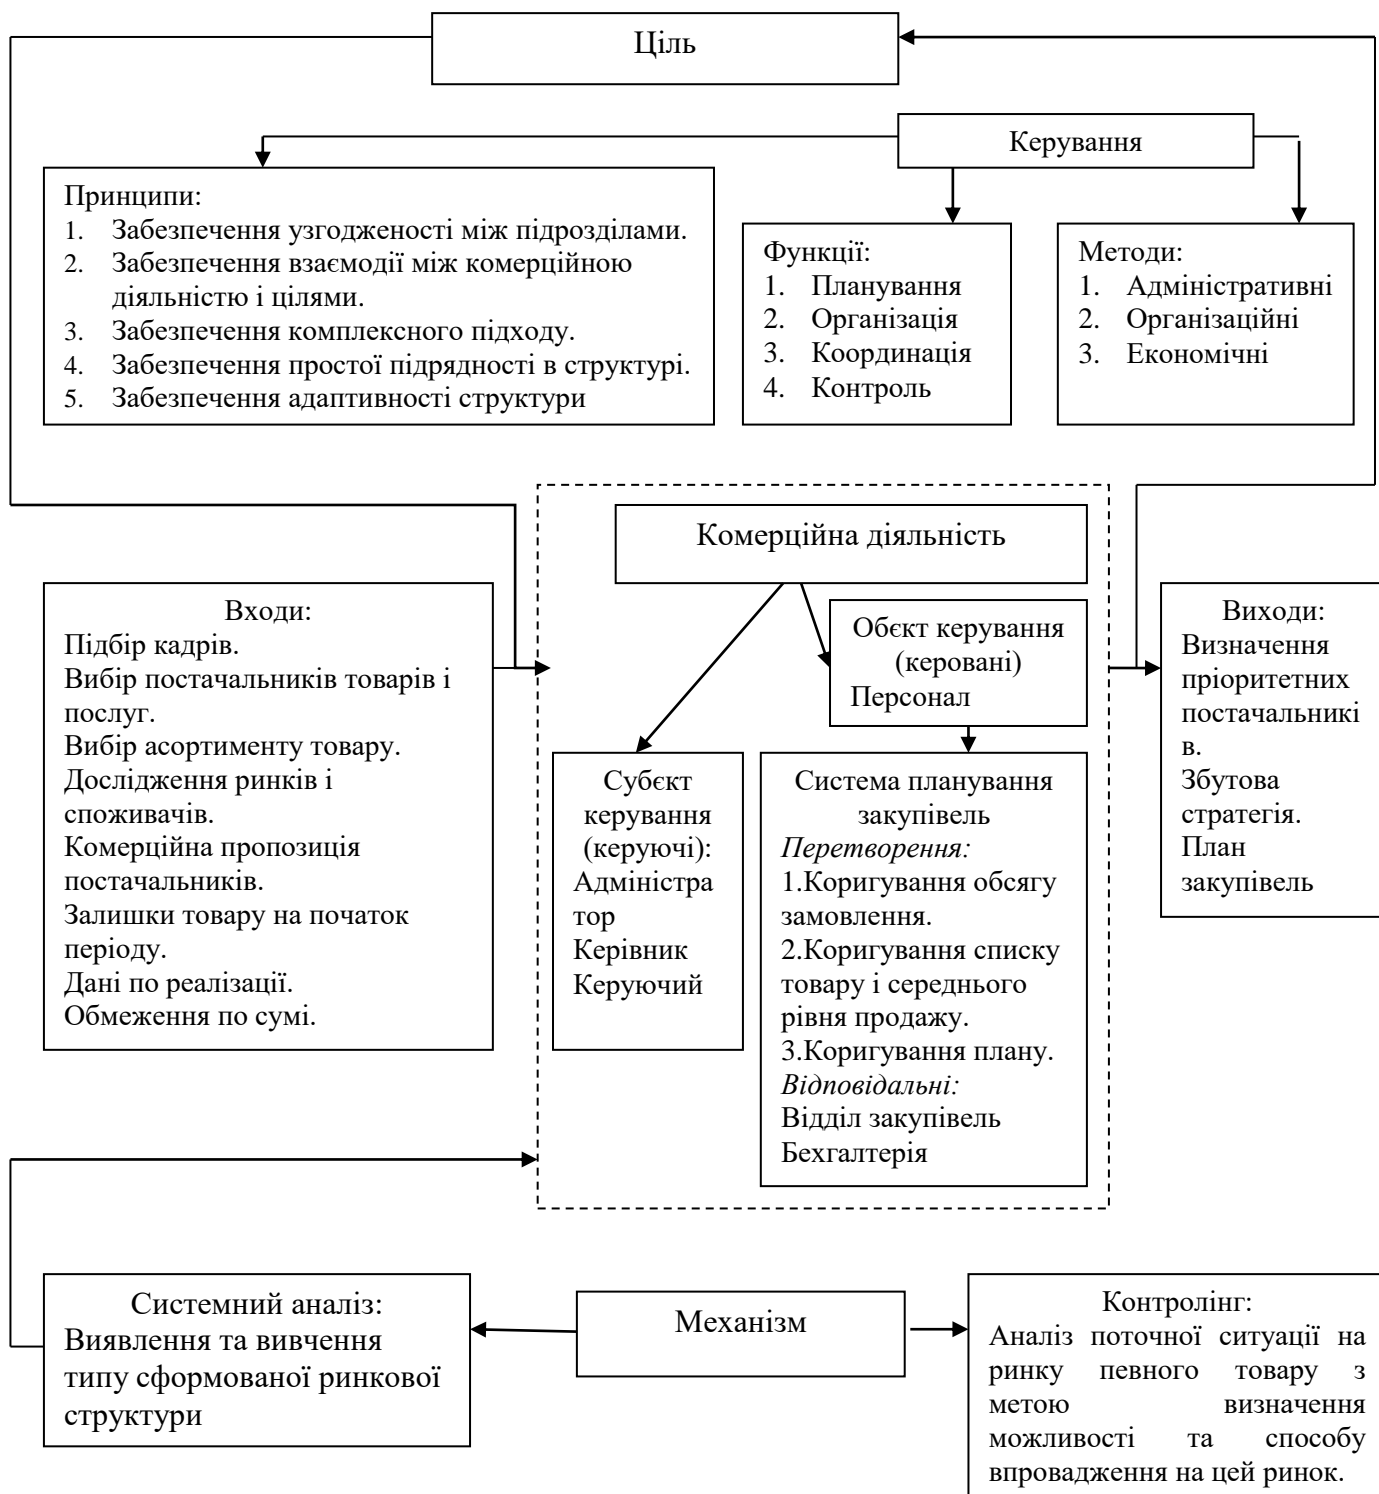 Ціль
Керування
Принципи:
1. Забезпечення узгодженості між підрозділами.
2. Забезпечення взаємодії між комерційною
діяльністю і цілями.
3. Забезпечення комплексного підходу.
4. Забезпечення простої підрядності в структурі.
5. Забезпечення адаптивності структури
Функції:
1. Планування
2. Організація
3. Координація
4. Контроль
Методи:
1. Адміністративні
2. Організаційні
3. Економічні
Комерційна діяльність
Входи:
Підбір кадрів.
Вибір постачальників товарів і
послуг.
Вибір асортименту товару.
Дослідження ринків і
споживачів.
Комерційна пропозиція
постачальників.
Залишки товару на початок
періоду.
Дані по реалізації.
Обмеження по сумі.
Обєкт керування
(керовані)
Персонал
Субєкт
керування
(керуючі):
Адміністра
тор
Керівник
Керуючий
Система планування
закупівель
Перетворення:
1.Коригування обсягу
замовлення.
2.Коригування списку
товару і середнього
рівня продажу.
3.Коригування плану.
Відповідальні:
Відділ закупівель
Бехгалтерія
Виходи:
Визначення
пріоритетних
постачальникі
в.
Збутова
стратегія.
План
закупівель
Системний аналіз:
Виявлення та вивчення
типу сформованої ринкової
структури
Механізм
Контролінг:
Аналіз поточної ситуації на
ринку певного товару з
метою визначення
можливості та способу
впровадження на цей ринок.